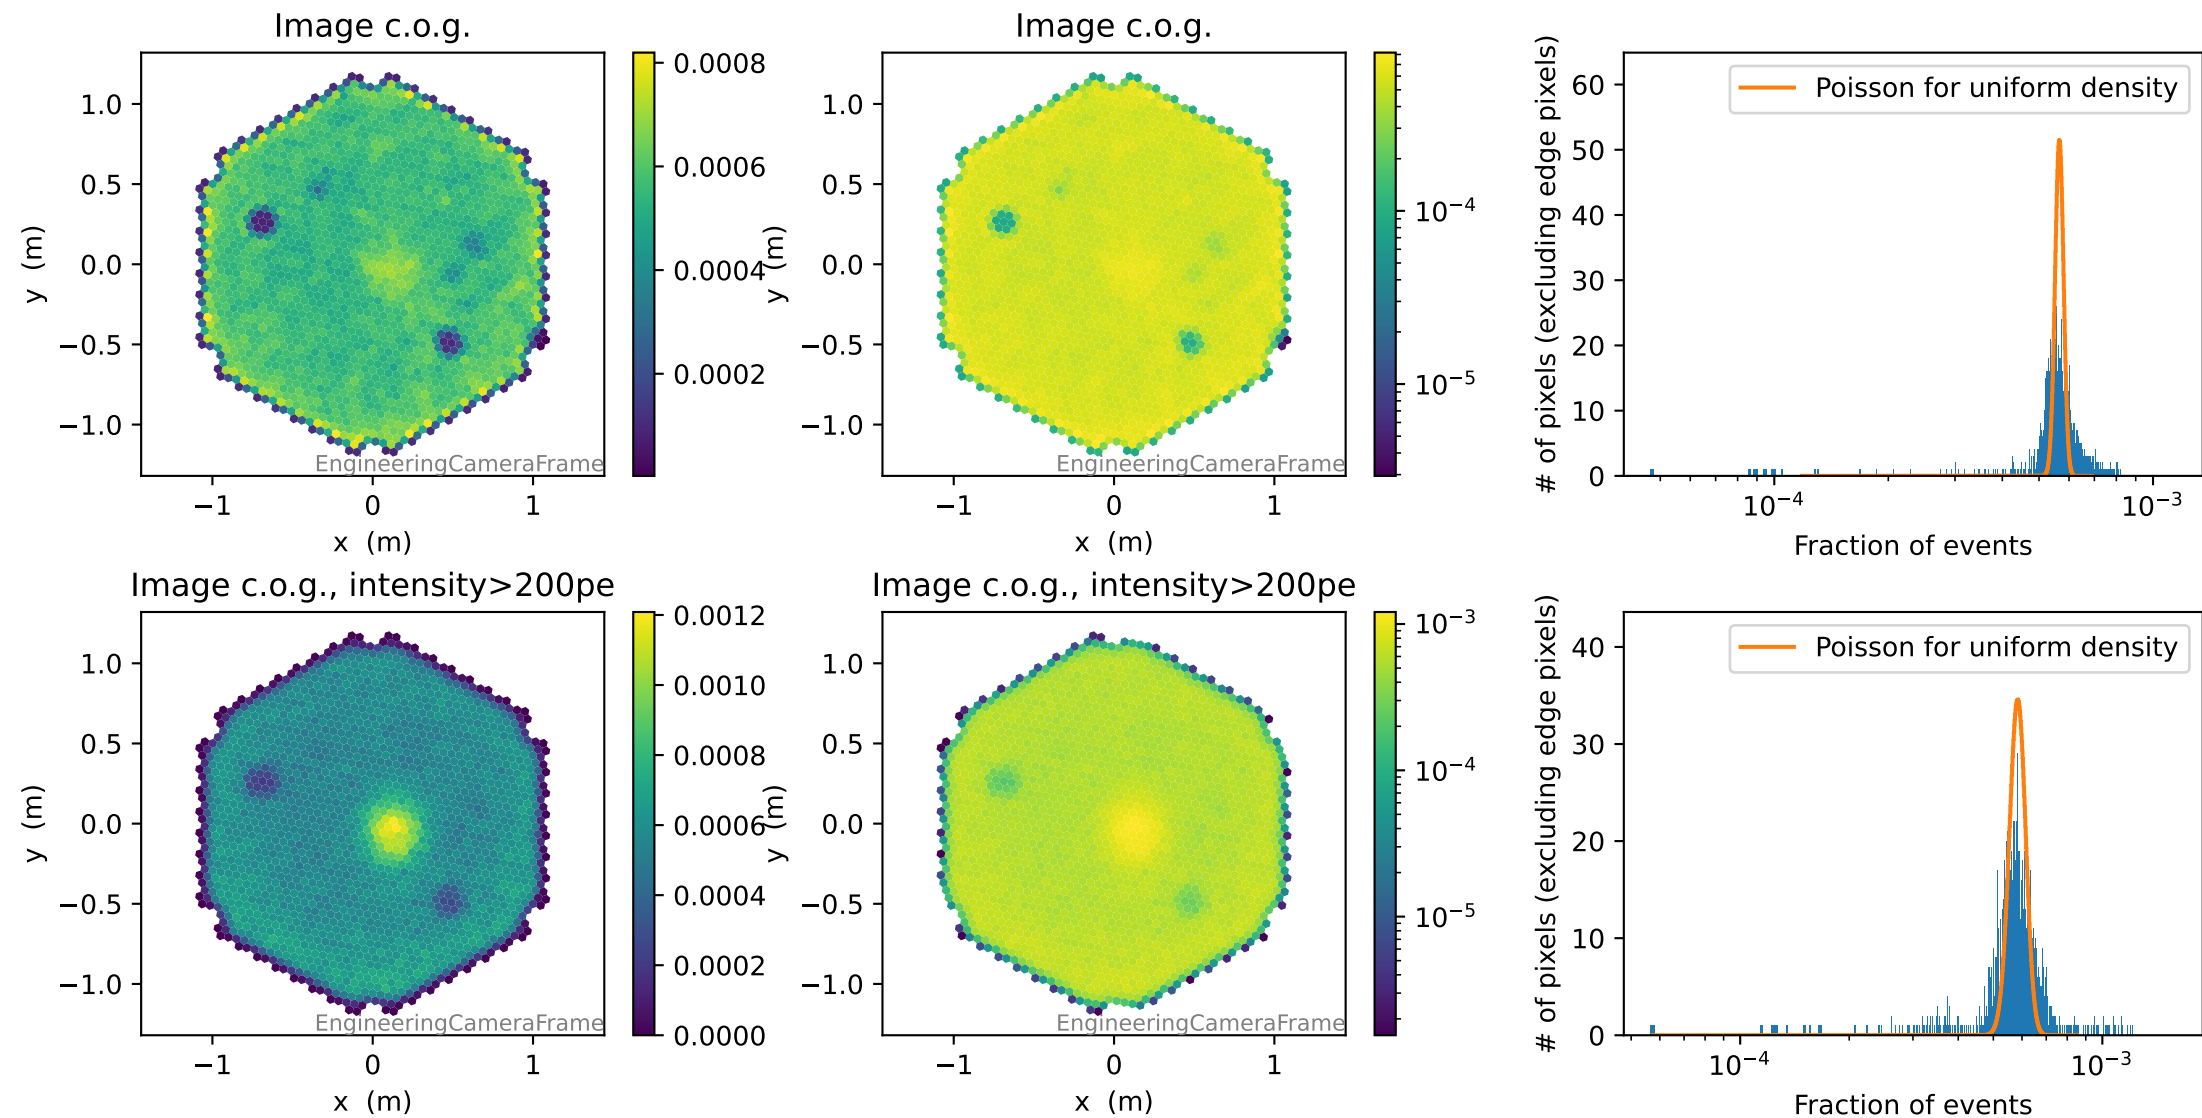 Image c.o.g.
y (m)
1.0
0.5
0.0
−0.5
−1.0
−1 0 1
x (m)
EngineeringCameraFrame
0.0008
0.0006
0.0004
0.0002
Image c.o.g.
y (m)
1.0
0.5
0.0
−0.5
−1.0
−1 0 1
x (m)
EngineeringCameraFrame
10−4
10−5
# of pixels (excluding edge pixels)
60
50
40
30
20
10
0
Poisson for uniform density
10−4 10−3
Fraction of events
Image c.o.g., intensity>200pe
y (m)
1.0
0.5
0.0
−0.5
−1.0
−1 0 1
x (m)
EngineeringCameraFrame
0.0012
0.0010
0.0008
0.0006
0.0004
0.0002
0.0000
Image c.o.g., intensity>200pe
y (m)
1.0
0.5
0.0
−0.5
−1.0
−1 0 1
x (m)
EngineeringCameraFrame
10−3
10−4
10−5
# of pixels (excluding edge pixels)
40
30
20
10
0
Poisson for uniform density
10−4 10−3
Fraction of events